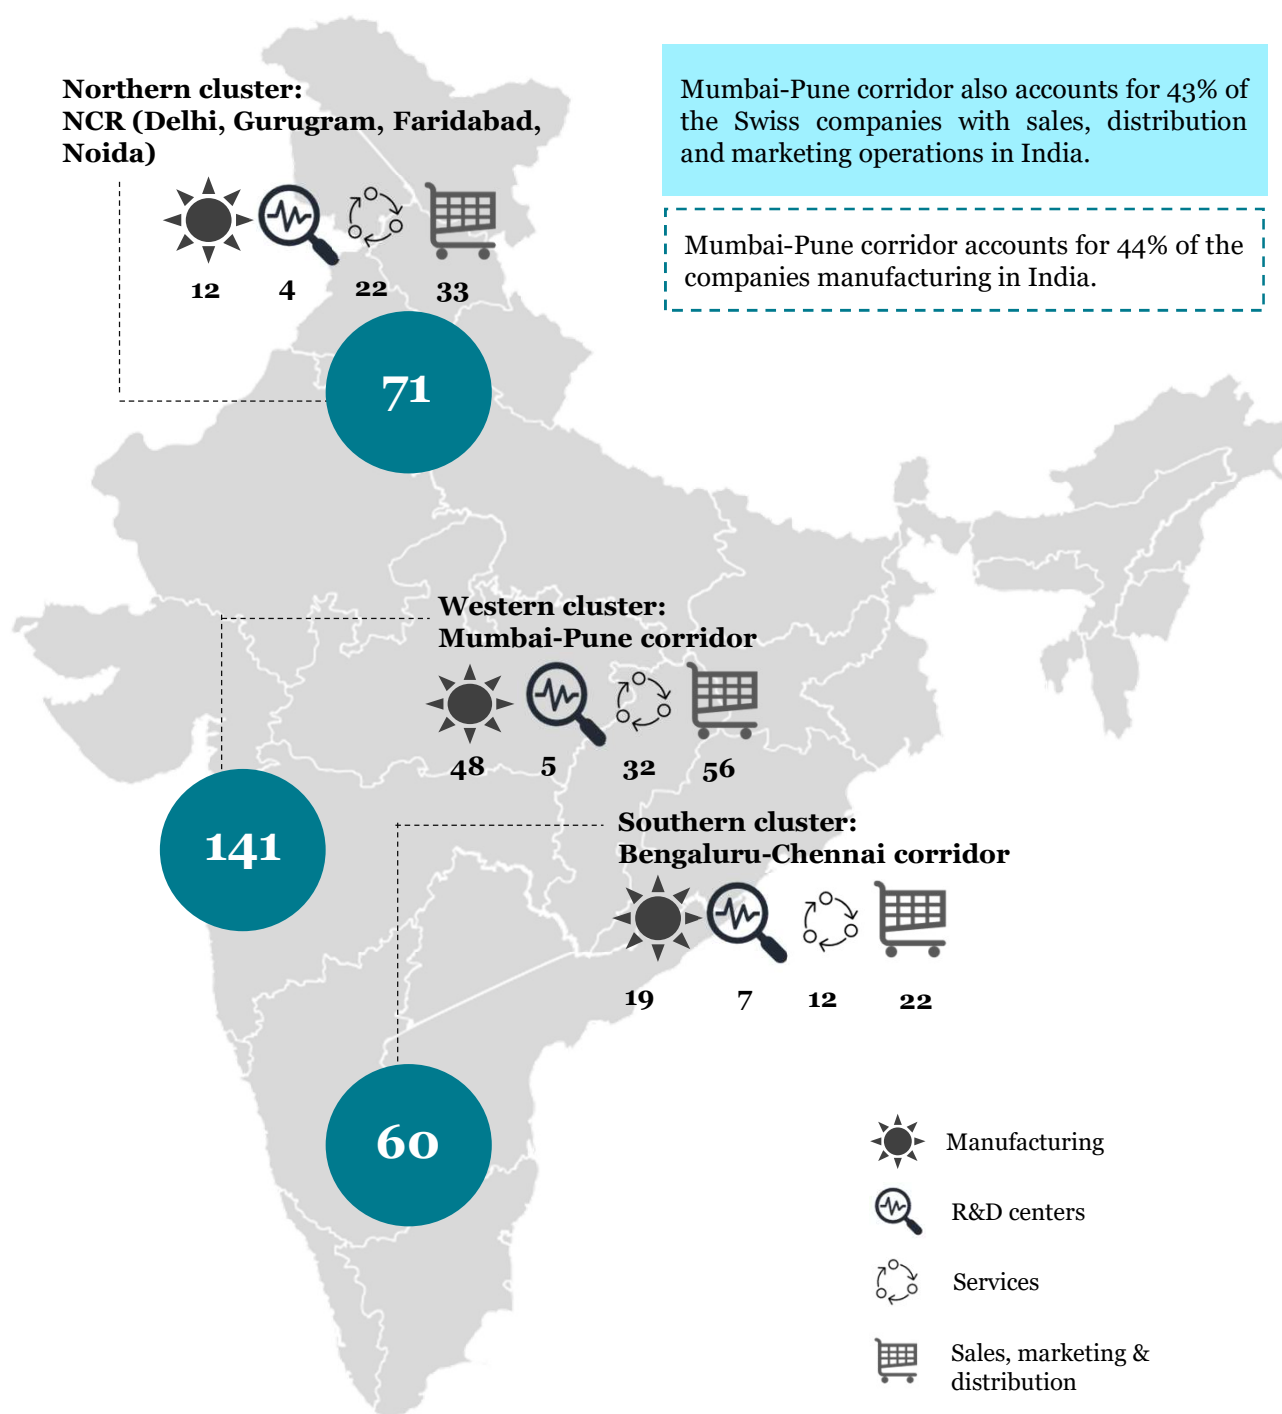 Northern cluster:
NCR (Delhi, Gurugram, Faridabad,
Noida)
12 4 22 33
71
Mumbai-Pune corridor also accounts for 43% of
the Swiss companies with sales, distribution
and marketing operations in India.
Mumbai-Pune corridor accounts for 44% of the
companies manufacturing in India.
Western cluster:
Mumbai-Pune corridor
48 5 32 56
141
Southern cluster:
Bengaluru-Chennai corridor
19 7 12 22
60
Manufacturing
R&D centers
Services
Sales, marketing &
distribution